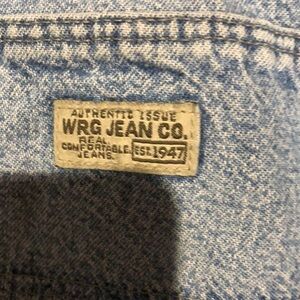 AUTHENTIC ISSUE
WRG JEAN CO.
REAL
COMFORTABLE
JEANS.
EST. 1947